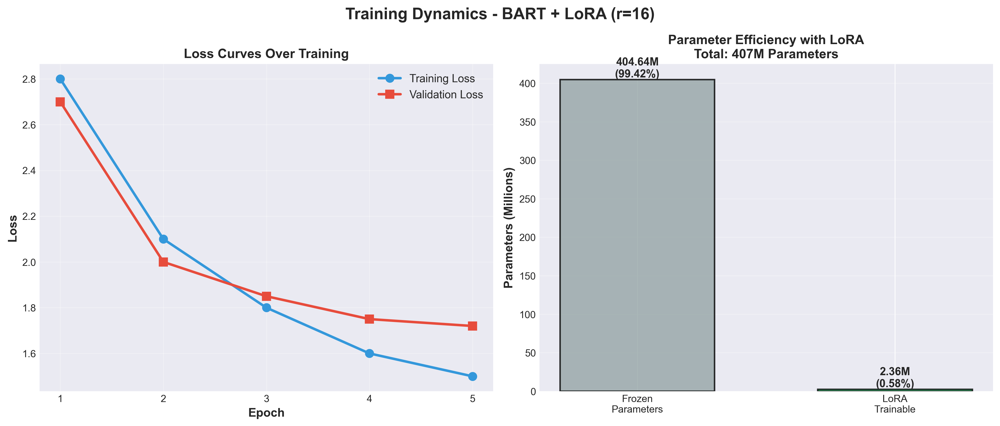 Training Dynamics - BART + LoRA (r=16)
Loss Curves Over Training
Loss
2.8
2.6
2.4
2.2
2.0
1.8
1.6
Training Loss
Validation Loss
1
2
3
4
5
Epoch
Parameter Efficiency with LoRA
Total: 407M Parameters
Parameters (Millions)
400
350
300
250
200
150
100
50
0
404.64M
(99.42%)
2.36M
(0.58%)
Frozen
Parameters
LoRA
Trainable